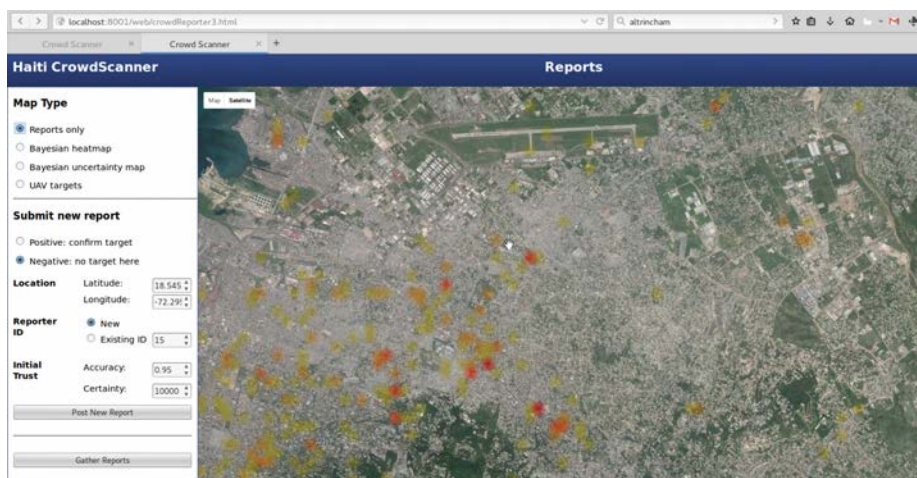 localhost:8001/web/crowdReporter3.html
altrincham
Crowd Scanner
Crowd Scanner
Haiti CrowdScanner
Reports
Map Type
Reports only
Bayesian heatmap
Bayesian uncertainty map
UAV targets
Submit new report
Positive: confirm target
Negative: no target here
Location
Latitude:
18.545
Longitude:
-72.295
Reporter
ID
New
Existing ID
15
Initial
Trust
Accuracy:
0.95
Certainty:
10000
Post New Report
Gather Reports
Map
Satellite